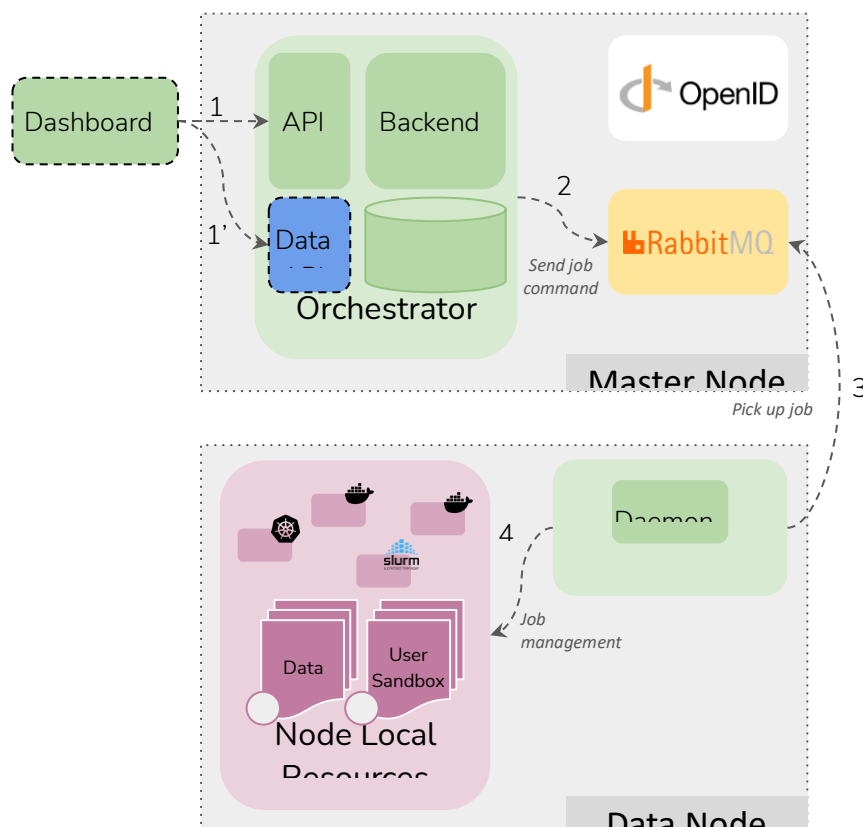 Dashboard
1
1’
API
Backend
Data
Orchestrator
OpenID
2
Send job
command
RabbitMQ
Master Node
3
Pick up job
Daemon
4
slurm
Job
management
Data
User
Sandbox
Node Local
Resources
Data Node